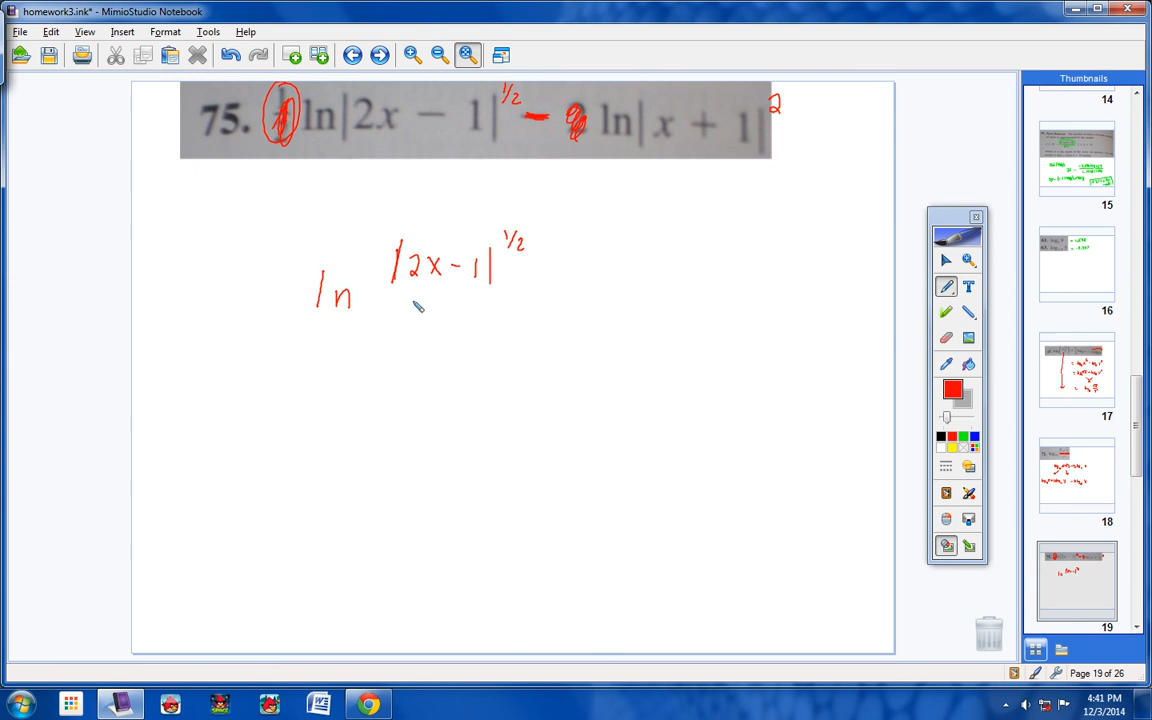 homework3.ink* - MimioStudio Notebook
File Edit View Insert Format Tools Help
Thumbnails
75. ln|2x − 1|^1/2 − ln|x + 1|^2
ln |2x − 1|^1/2
14
15
16
17
18
19
Page 19 of 26
4:41 PM
12/3/2014